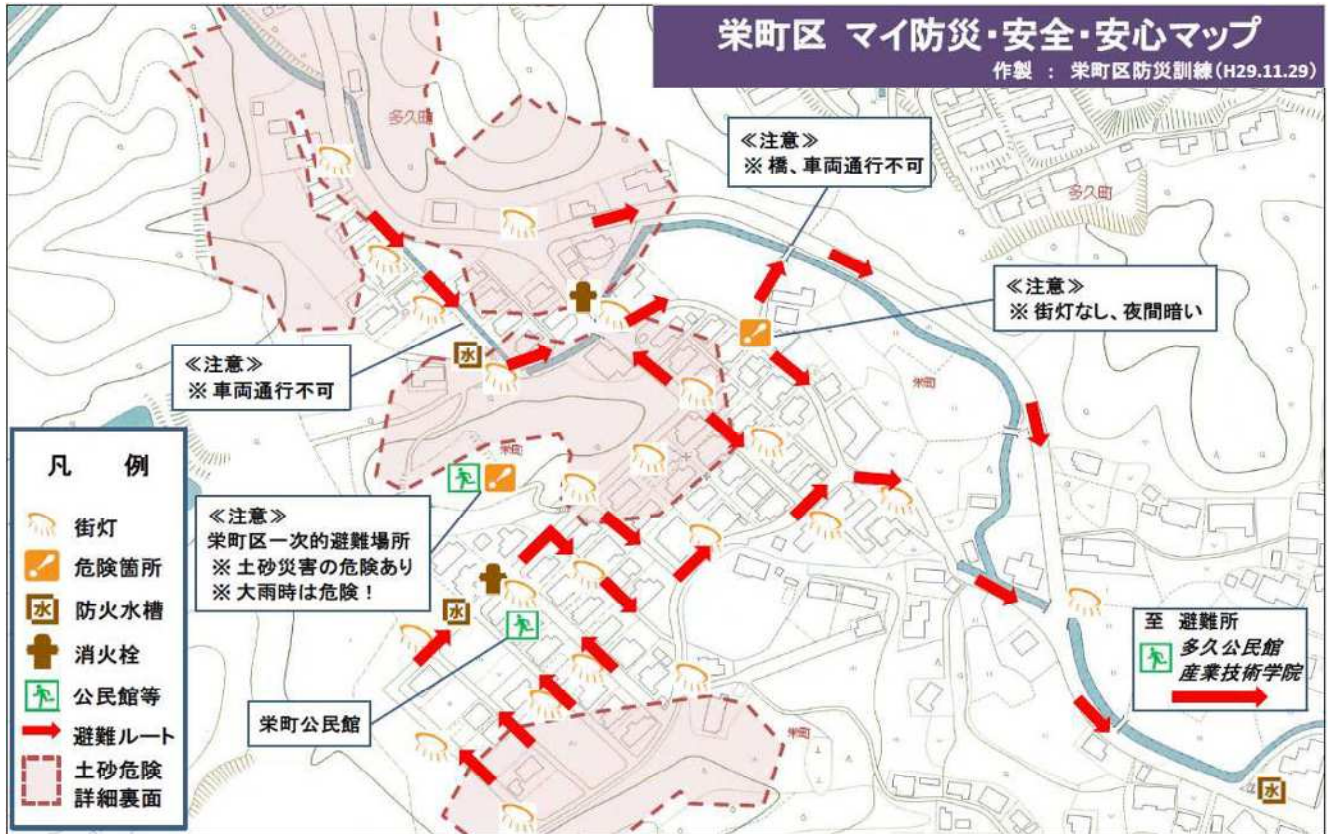 栄町区 マイ防災・安全・安心マップ
作製 : 栄町区防災訓練(H29.11.29)
多久町
≪注意≫
※ 橋、車両通行不可
多久町
≪注意≫
※ 街灯なし、夜間暗い
水
≪注意≫
※ 車両通行不可
栄町
凡 例
街灯
危険箇所
水
防火水槽
消火栓
公民館等
避難ルート
土砂危険
詳細裏面
栄町
≪注意≫
栄町区一次的避難場所
※ 土砂災害の危険あり
※ 大雨時は危険！
水
栄町公民館
至 避難所
多久公民館
産業技術学院
栄町
水